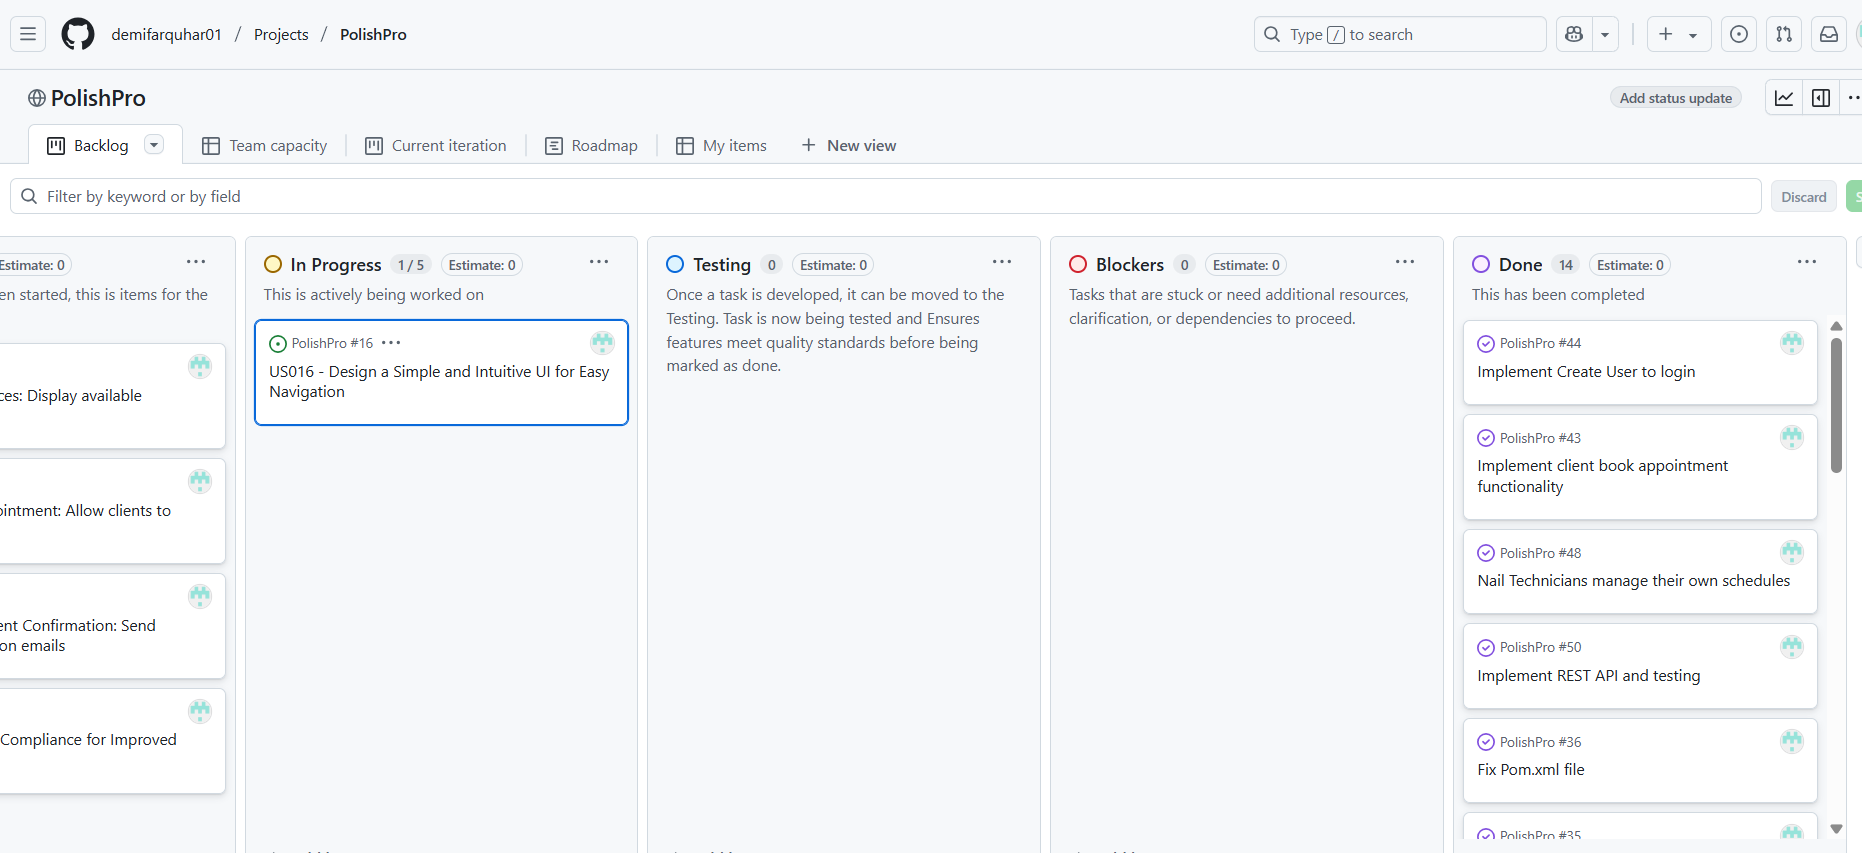 demifarquhar01 / Projects / PolishPro
Type / to search
PolishPro
Add status update
Backlog
Team capacity
Current iteration
Roadmap
My items
New view
Filter by keyword or by field
Discard
Estimate: 0
en started, this is items for the
ces: Display available
ointment: Allow clients to
ent Confirmation: Send
on emails
Compliance for Improved
In Progress 1 / 5 Estimate: 0
This is actively being worked on
PolishPro #16
US016 - Design a Simple and Intuitive UI for Easy
Navigation
Testing 0 Estimate: 0
Once a task is developed, it can be moved to the
Testing. Task is now being tested and Ensures
features meet quality standards before being
marked as done.
Blockers 0 Estimate: 0
Tasks that are stuck or need additional resources,
clarification, or dependencies to proceed.
Done 14 Estimate: 0
This has been completed
PolishPro #44
Implement Create User to login
PolishPro #43
Implement client book appointment
functionality
PolishPro #48
Nail Technicians manage their own schedules
PolishPro #50
Implement REST API and testing
PolishPro #36
Fix Pom.xml file
PolishPro #35